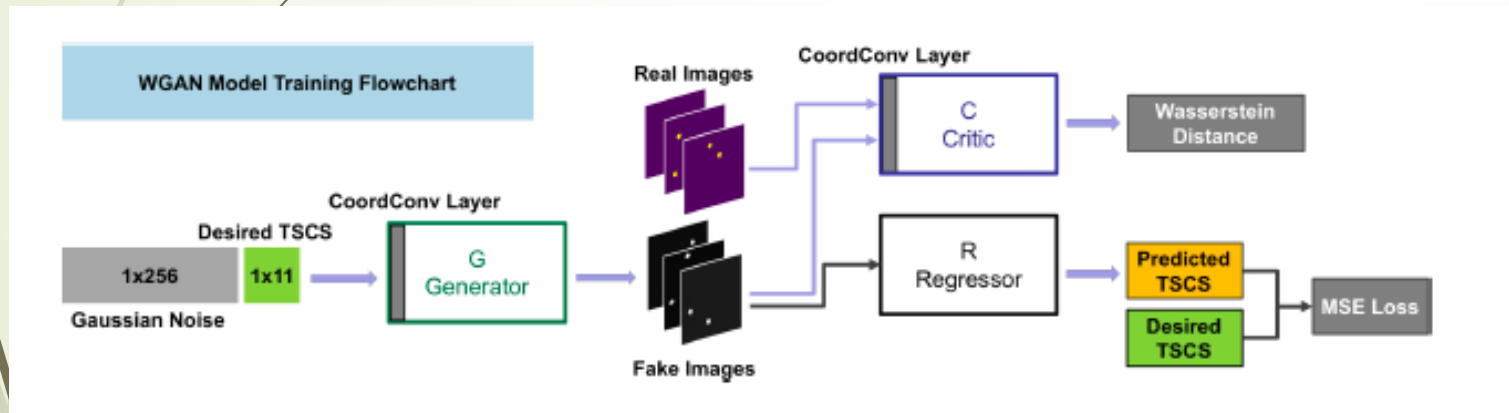 WGAN Model Training Flowchart
Real Images
CoordConv Layer
C
Critic
Wasserstein
Distance
CoordConv Layer
Desired TSCS
1x256
1x11
Gaussian Noise
G
Generator
Fake Images
R
Regressor
Predicted
TSCS
Desired
TSCS
MSE Loss